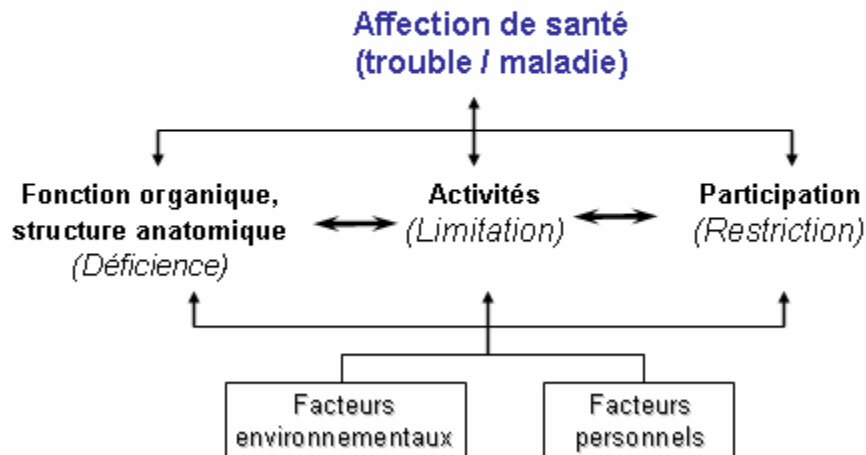 Affection de santé
(trouble / maladie)
Fonction organique,
structure anatomique
(Déficience)
Activités
(Limitation)
Participation
(Restriction)
Facteurs
environnementaux
Facteurs
personnels